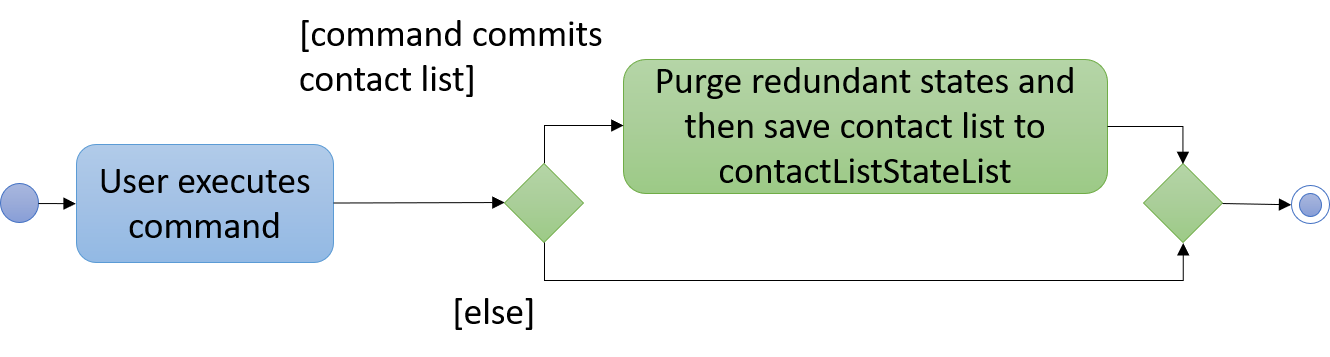 [command commits
contact list]
Purge redundant states and
then save contact list to
contactListStateList
User executes
command
[else]